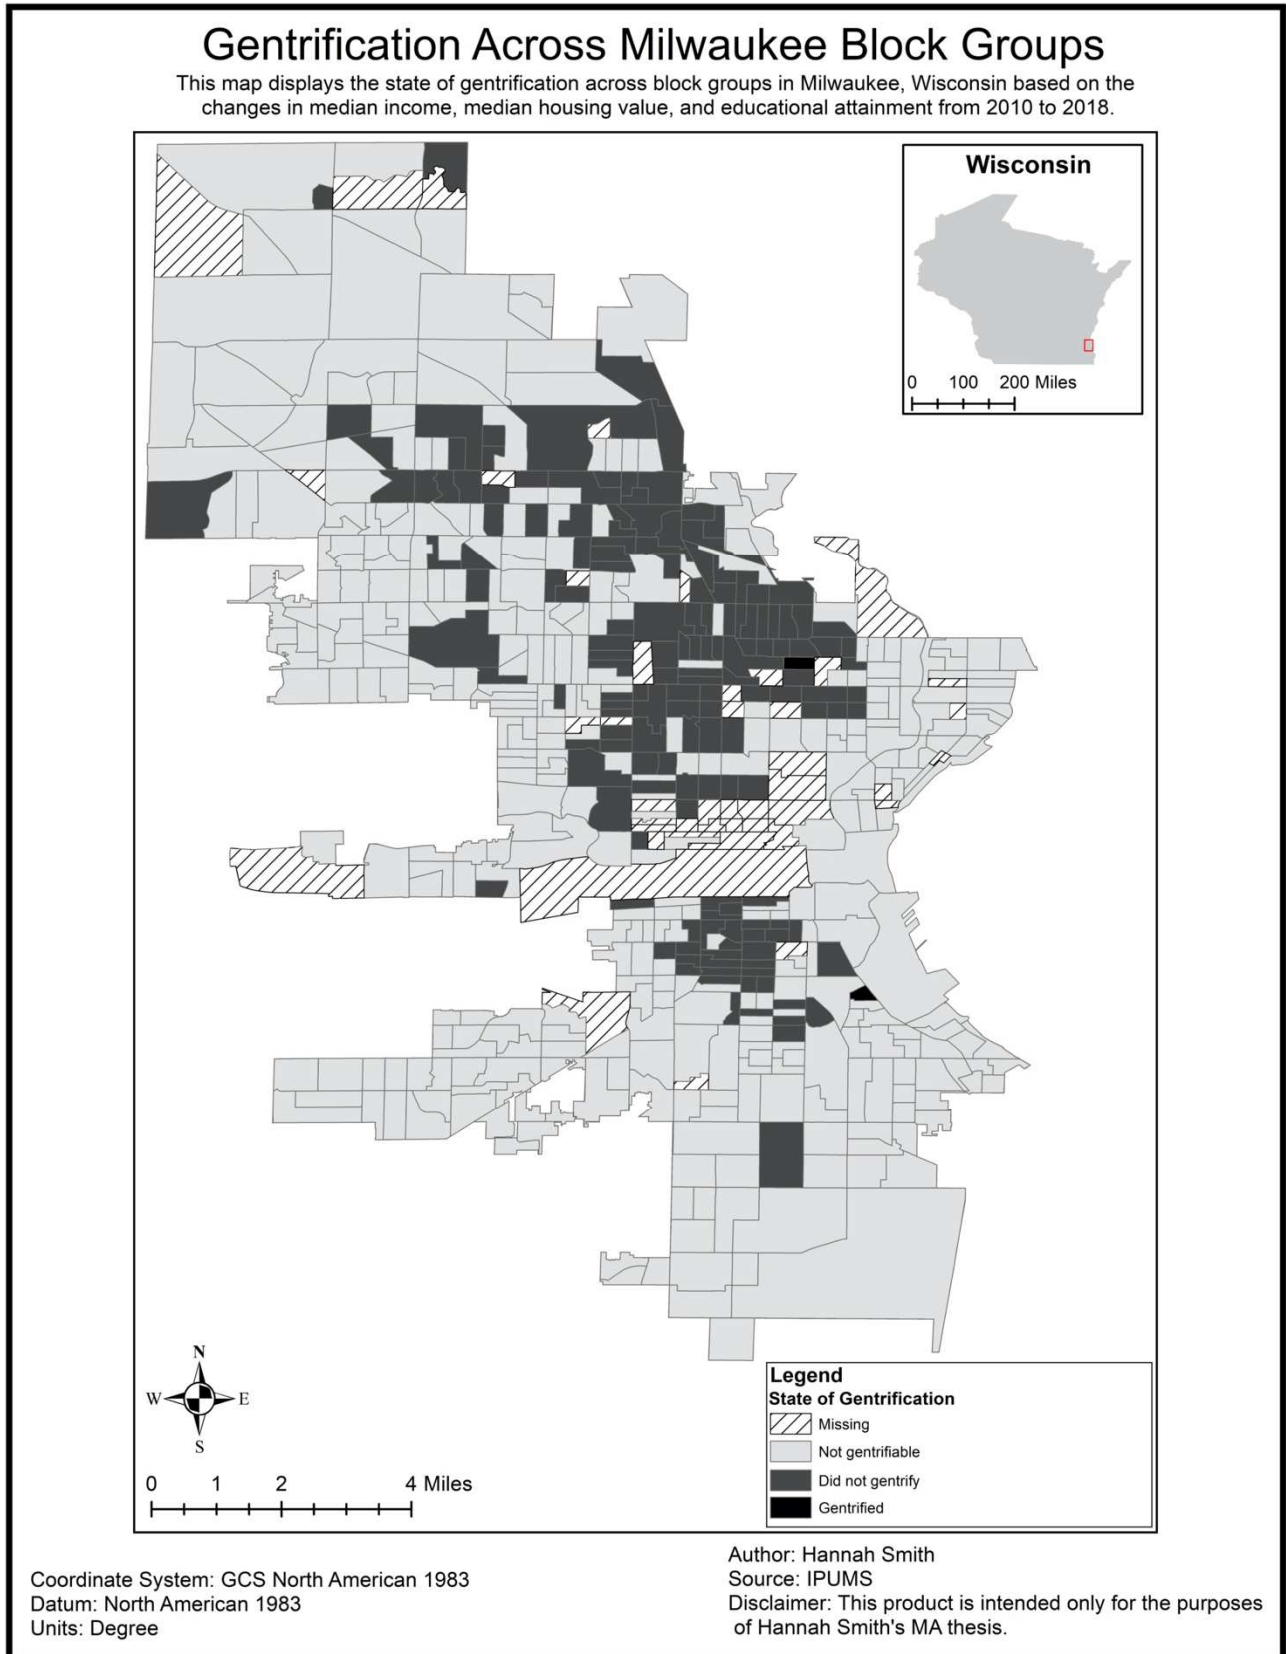 Gentrification Across Milwaukee Block Groups
This map displays the state of gentrification across block groups in Milwaukee, Wisconsin based on the
changes in median income, median housing value, and educational attainment from 2010 to 2018.
Wisconsin
0 100 200 Miles
N
W E
S
0 1 2 4 Miles
Legend
State of Gentrification
Missing
Not gentrifiable
Did not gentrify
Gentrified
Coordinate System: GCS North American 1983
Datum: North American 1983
Units: Degree
Author: Hannah Smith
Source: IPUMS
Disclaimer: This product is intended only for the purposes
of Hannah Smith's MA thesis.